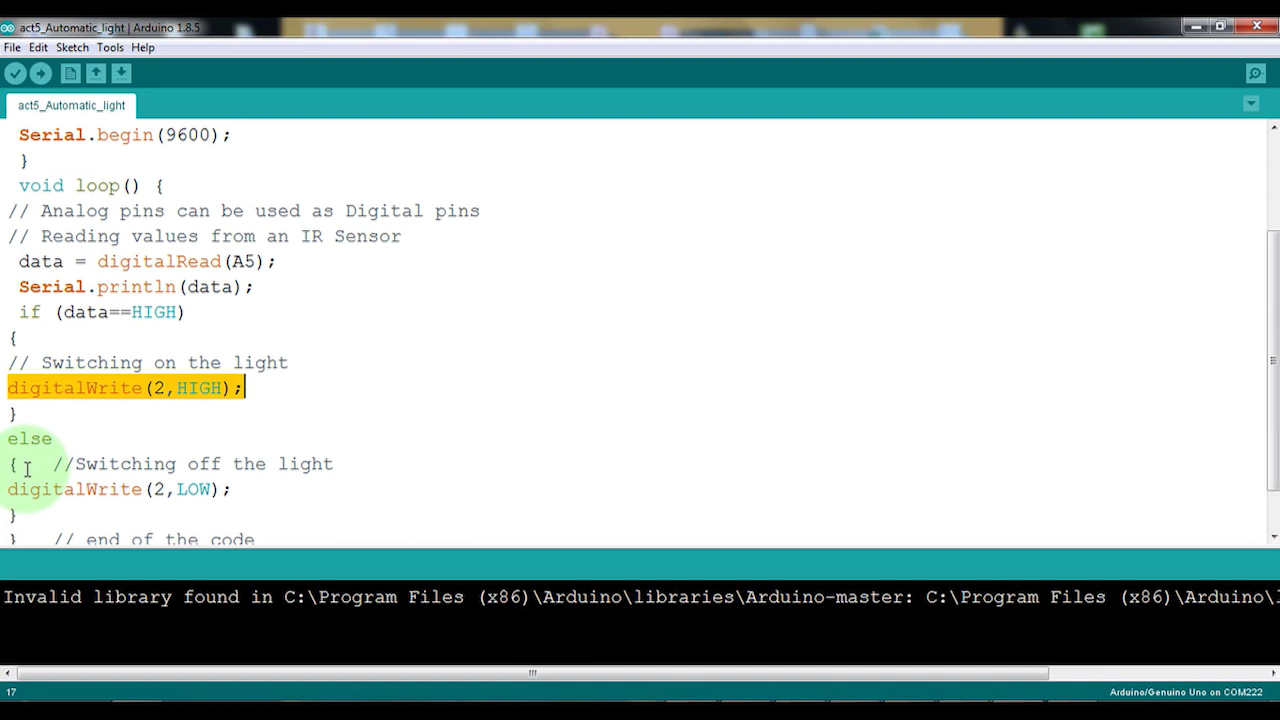 act5_Automatic_light | Arduino 1.8.5
File Edit Sketch Tools Help
act5_Automatic_light
Serial.begin(9600);
}
void loop() {
// Analog pins can be used as Digital pins
// Reading values from an IR Sensor
data = digitalRead(A5);
Serial.println(data);
if (data==HIGH)
{
// Switching on the light
digitalWrite(2,HIGH);
}
else
{ //Switching off the light
digitalWrite(2,LOW);
}
} // end of the code
Invalid library found in C:\Program Files (x86)\Arduino\libraries\Arduino-master: C:\Program Files (x86)\Arduino\
17
Arduino/Genuino Uno on COM222